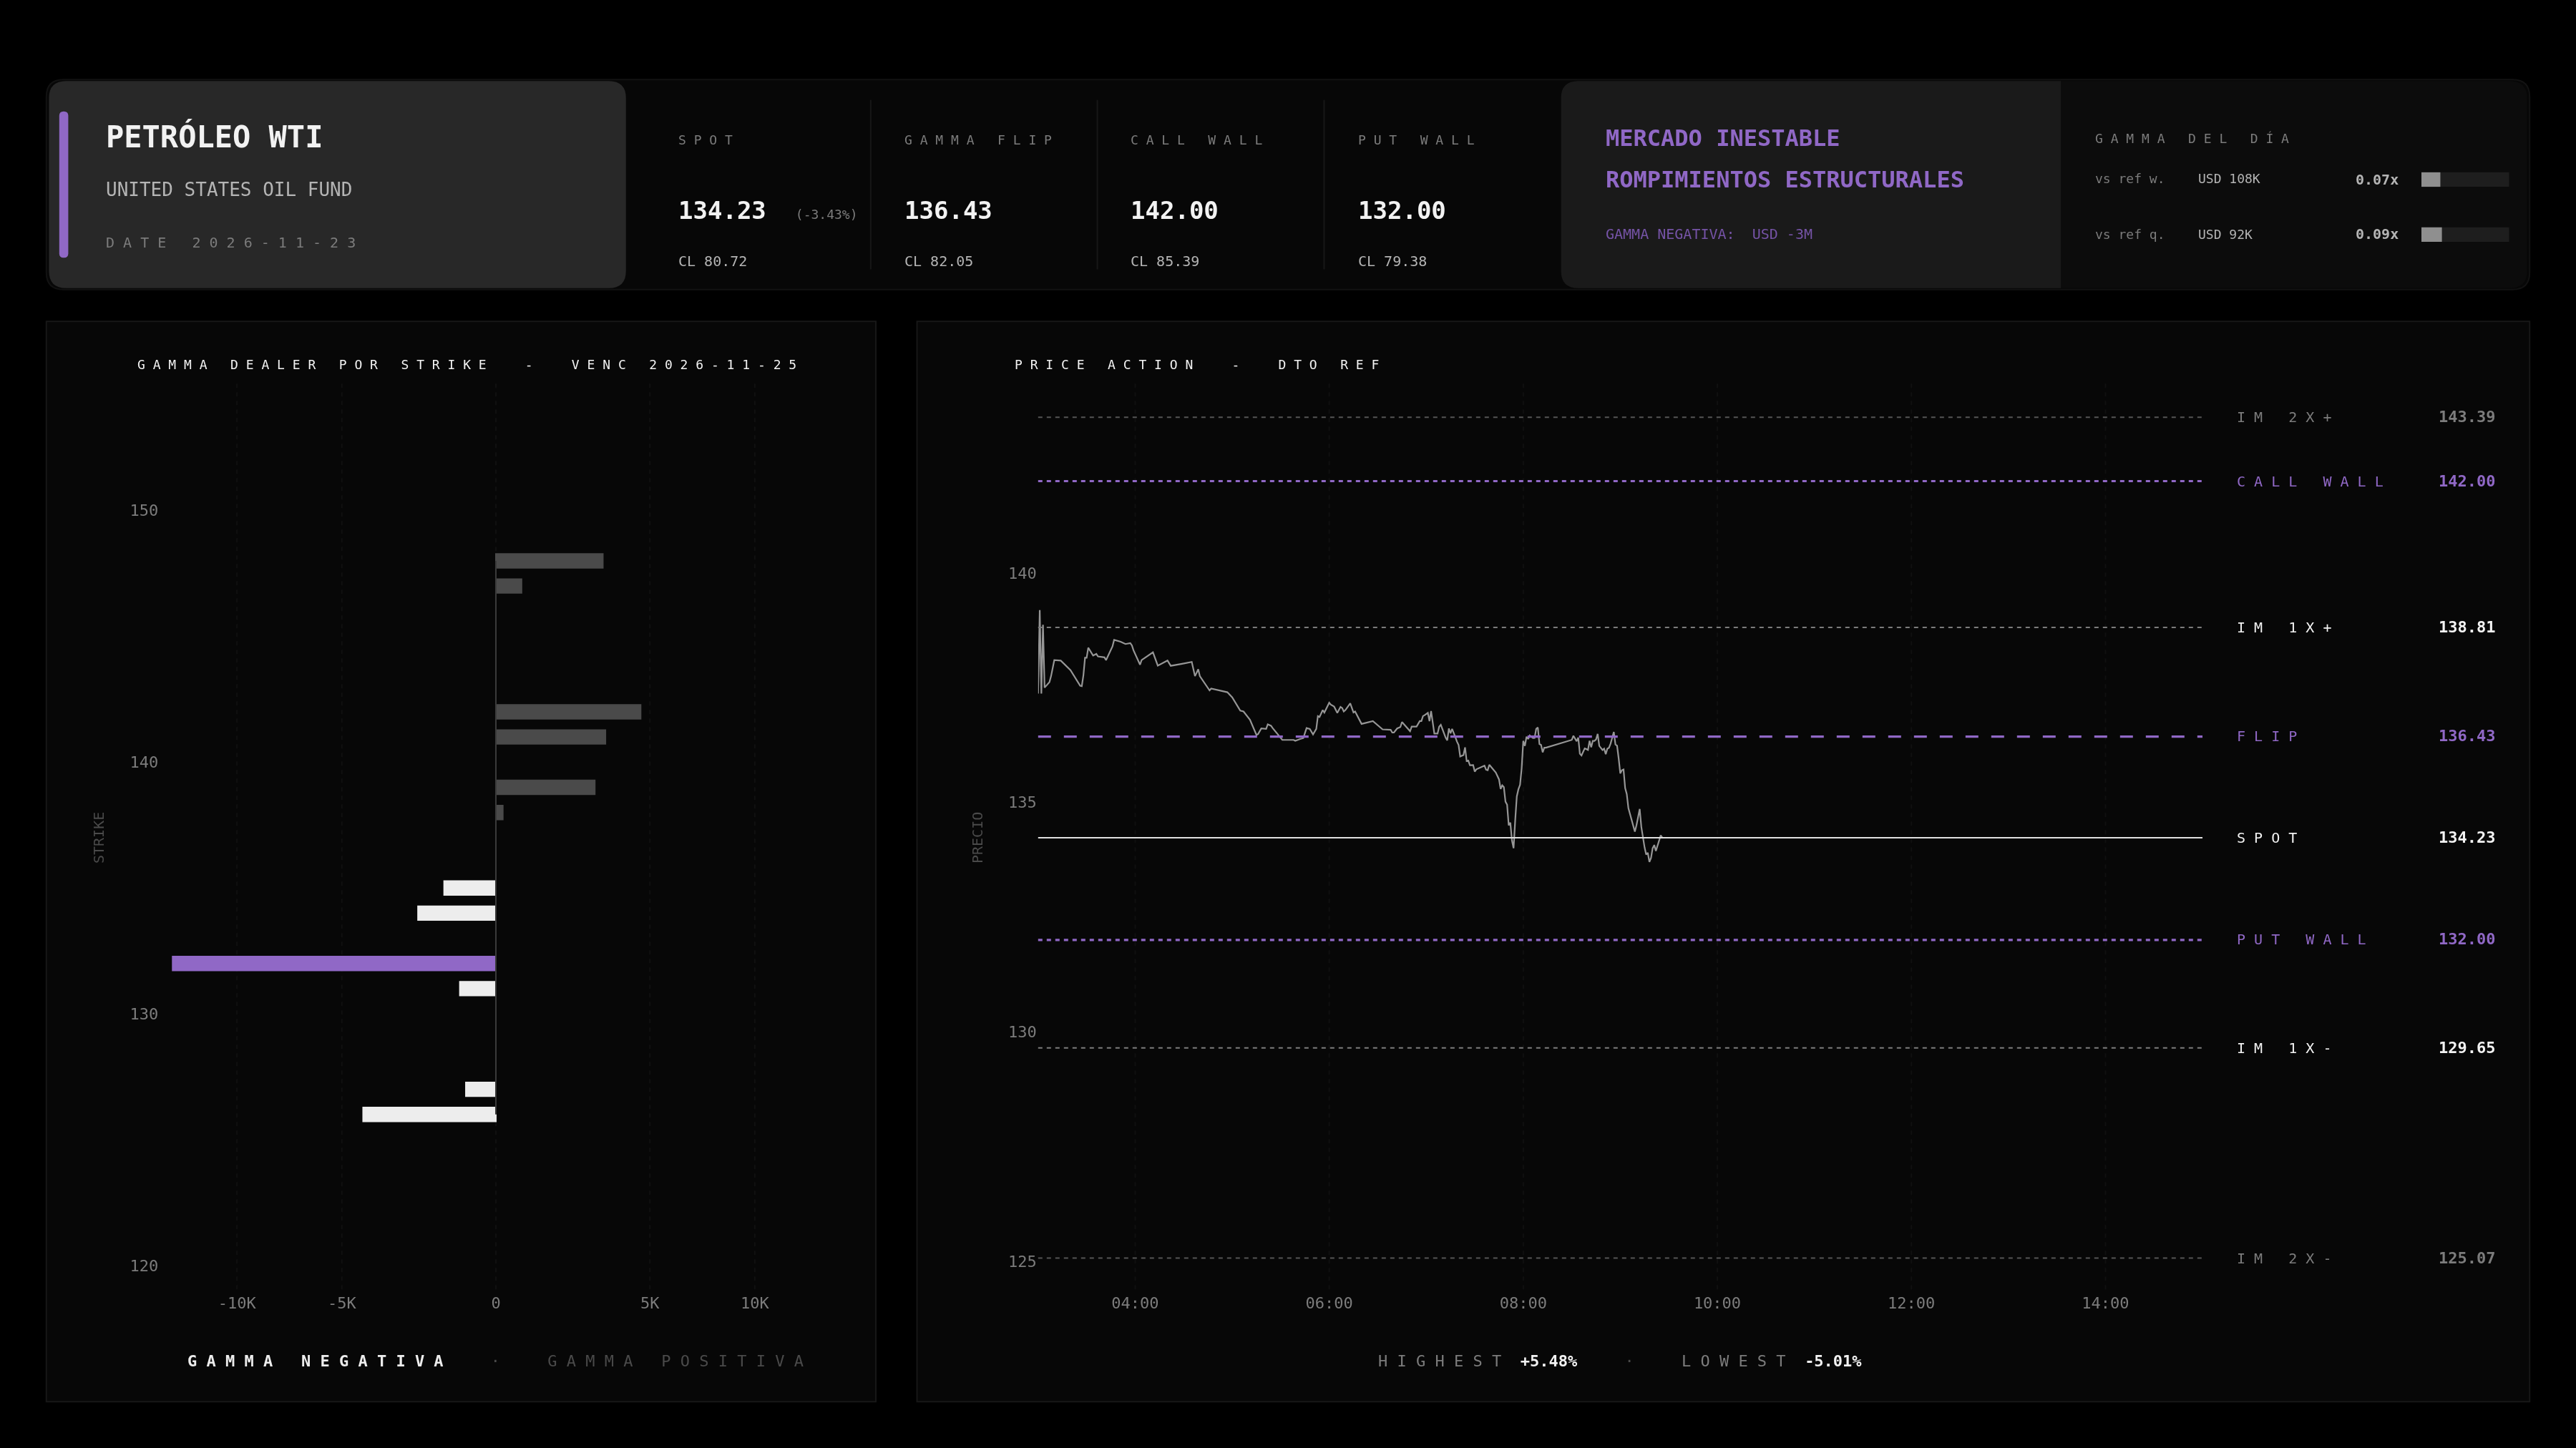 PETRÓLEO WTI
UNITED STATES OIL FUND
DATE 2026-11-23
SPOT
134.23 (-3.43%)
CL 80.72
GAMMA FLIP
136.43
CL 82.05
CALL WALL
142.00
CL 85.39
PUT WALL
132.00
CL 79.38
MERCADO INESTABLE
ROMPIMIENTOS ESTRUCTURALES
GAMMA NEGATIVA: USD -3M
GAMMA DEL DÍA
vs ref w. USD 108K 0.07x
vs ref q. USD 92K 0.09x
GAMMA DEALER POR STRIKE - VENC 2026-11-25
STRIKE
150
140
130
120
-10K -5K 0 5K 10K
GAMMA NEGATIVA · GAMMA POSITIVA
PRICE ACTION - DTO REF
PRECIO
140
135
130
125
04:00 06:00 08:00 10:00 12:00 14:00
IM 2X+ 143.39
CALL WALL 142.00
IM 1X+ 138.81
FLIP 136.43
SPOT 134.23
PUT WALL 132.00
IM 1X- 129.65
IM 2X- 125.07
HIGHEST +5.48% · LOWEST -5.01%